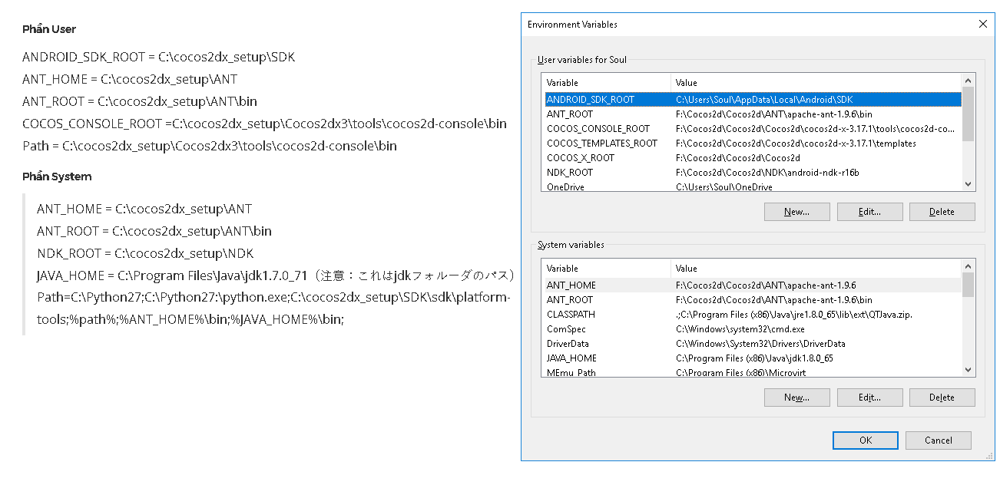 Phần User
ANDROID_SDK_ROOT = C:\cocos2dx_setup\SDK
ANT_HOME = C:\cocos2dx_setup\ANT
ANT_ROOT = C:\cocos2dx_setup\ANT\bin
COCOS_CONSOLE_ROOT =C:\cocos2dx_setup\Cocos2dx3\tools\cocos2d-console\bin
Path = C:\cocos2dx_setup\Cocos2dx3\tools\cocos2d-console\bin
Phần System
ANT_HOME = C:\cocos2dx_setup\ANT
ANT_ROOT = C:\cocos2dx_setup\ANT\bin
NDK_ROOT = C:\cocos2dx_setup\NDK
JAVA_HOME = C:\Program Files\Java\jdk1.7.0_71（注意：これはjdkフォルーダのパス）
Path=C:\Python27;C:\Python27:\python.exe;C:\cocos2dx_setup\SDK\sdk\platform-
tools;%path%;%ANT_HOME%\bin;%JAVA_HOME%\bin;
Environment Variables
User variables for Soul
Variable Value
ANDROID_SDK_ROOT C:\Users\Soul\AppData\Local\Android\SDK
ANT_ROOT F:\Cocos2d\Cocos2d\ANT\apache-ant-1.9.6\bin
COCOS_CONSOLE_ROOT F:\Cocos2d\Cocos2d\Cocos2d\cocos2d-x-3.17.1\tools\cocos2d-co...
COCOS_TEMPLATES_ROOT F:\Cocos2d\Cocos2d\Cocos2d\cocos2d-x-3.17.1\templates
COCOS_X_ROOT F:\Cocos2d\Cocos2d\Cocos2d
NDK_ROOT F:\Cocos2d\Cocos2d\NDK\android-ndk-r16b
OneDrive C:\Users\Soul\OneDrive
New... Edit... Delete
System variables
Variable Value
ANT_HOME F:\Cocos2d\Cocos2d\ANT\apache-ant-1.9.6
ANT_ROOT F:\Cocos2d\Cocos2d\ANT\apache-ant-1.9.6\bin
CLASSPATH .;C:\Program Files (x86)\Java\jre1.8.0_65\lib\ext\QTJava.zip.
ComSpec C:\Windows\system32\cmd.exe
DriverData C:\Windows\System32\Drivers\DriverData
JAVA_HOME C:\Program Files (x86)\Java\jdk1.8.0_65
MEmu_Path C:\Program Files (x86)\Microvirt
New... Edit... Delete
OK Cancel